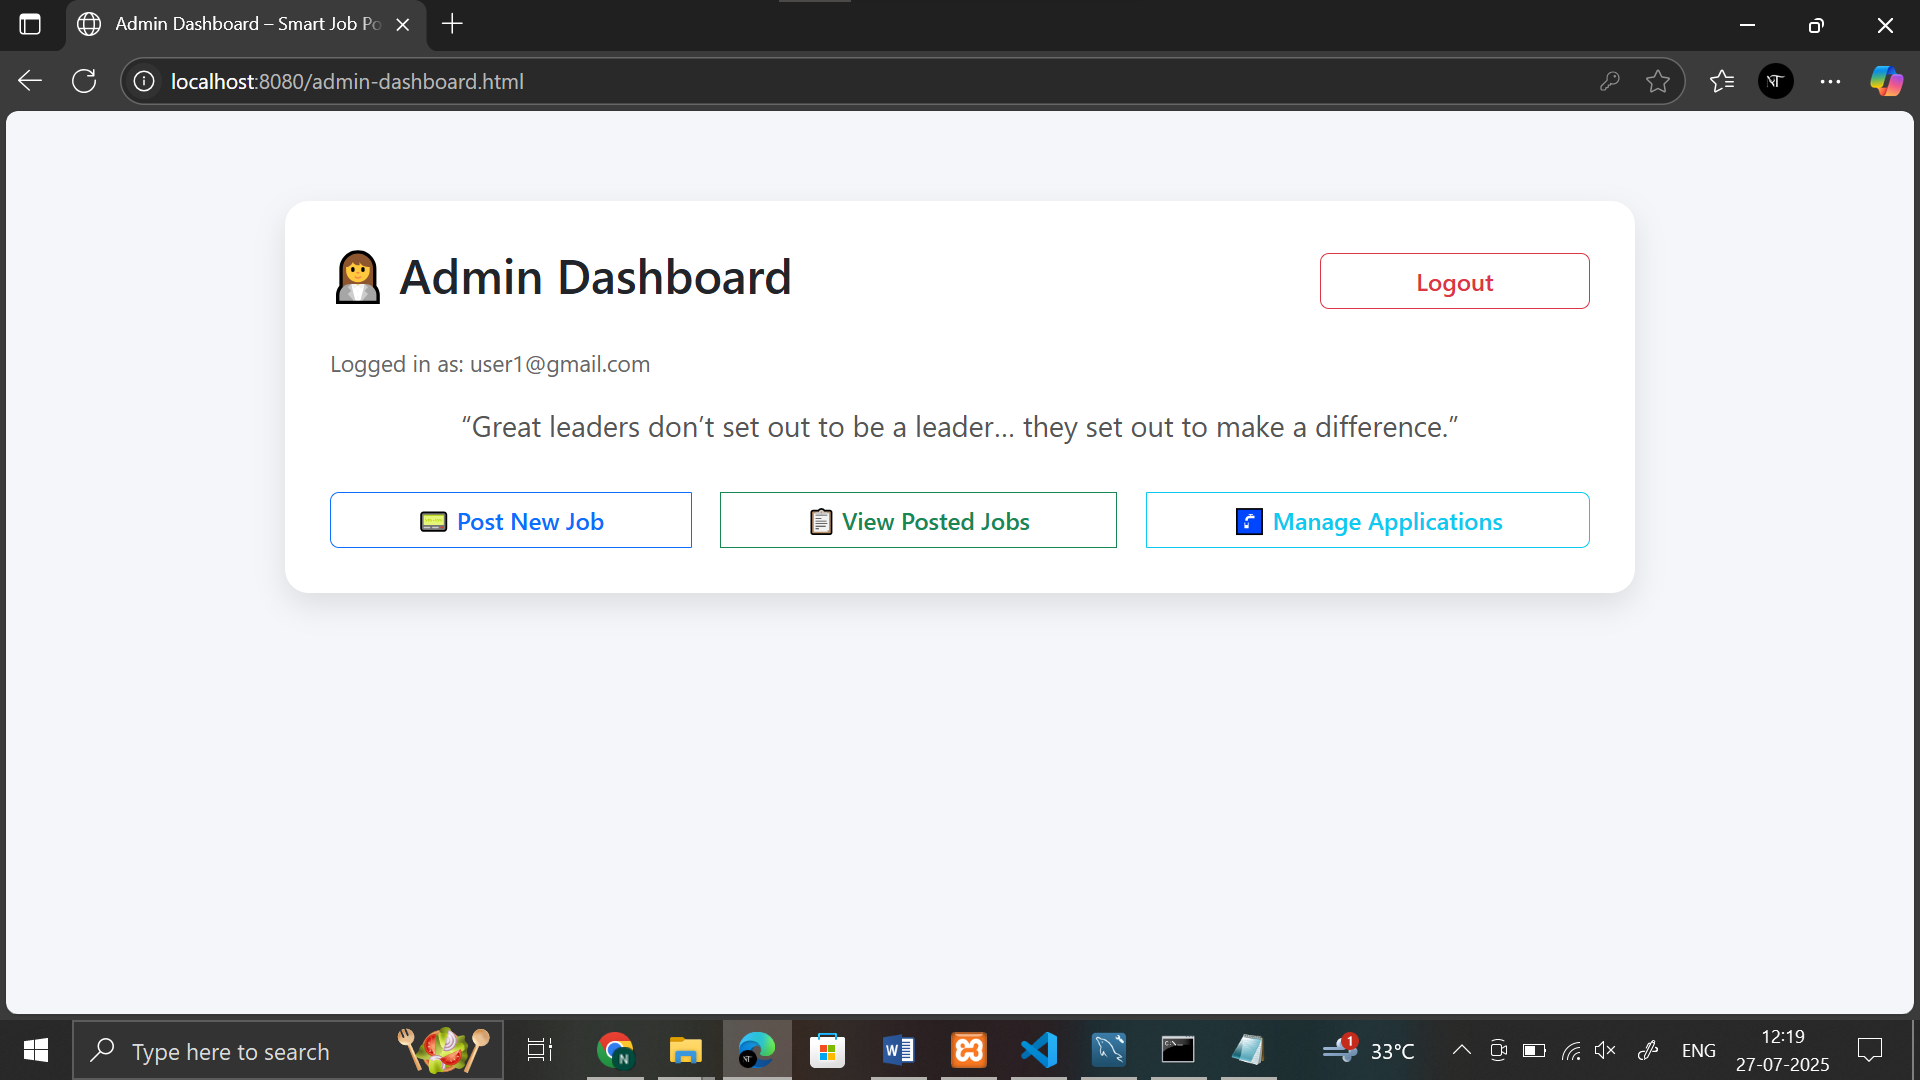 Admin Dashboard – Smart Job Po
localhost:8080/admin-dashboard.html
NT
Admin Dashboard
Logout
Logged in as: user1@gmail.com
“Great leaders don’t set out to be a leader... they set out to make a difference.”
Post New Job
View Posted Jobs
Manage Applications
Type here to search
N
W
1
33°C
ENG
12:19
27-07-2025